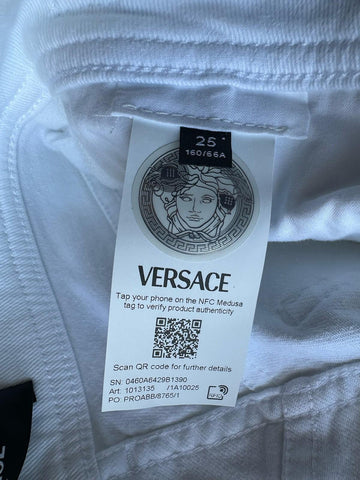 25
160/66A
VERSACE
Tap your phone on the NFC Medusa
tag to verify product authenticity
Scan QR code for further details
SN: 0460A6429B1390
Art: 1013135 /1A10025
PO: PROABB/8765/1
NFC